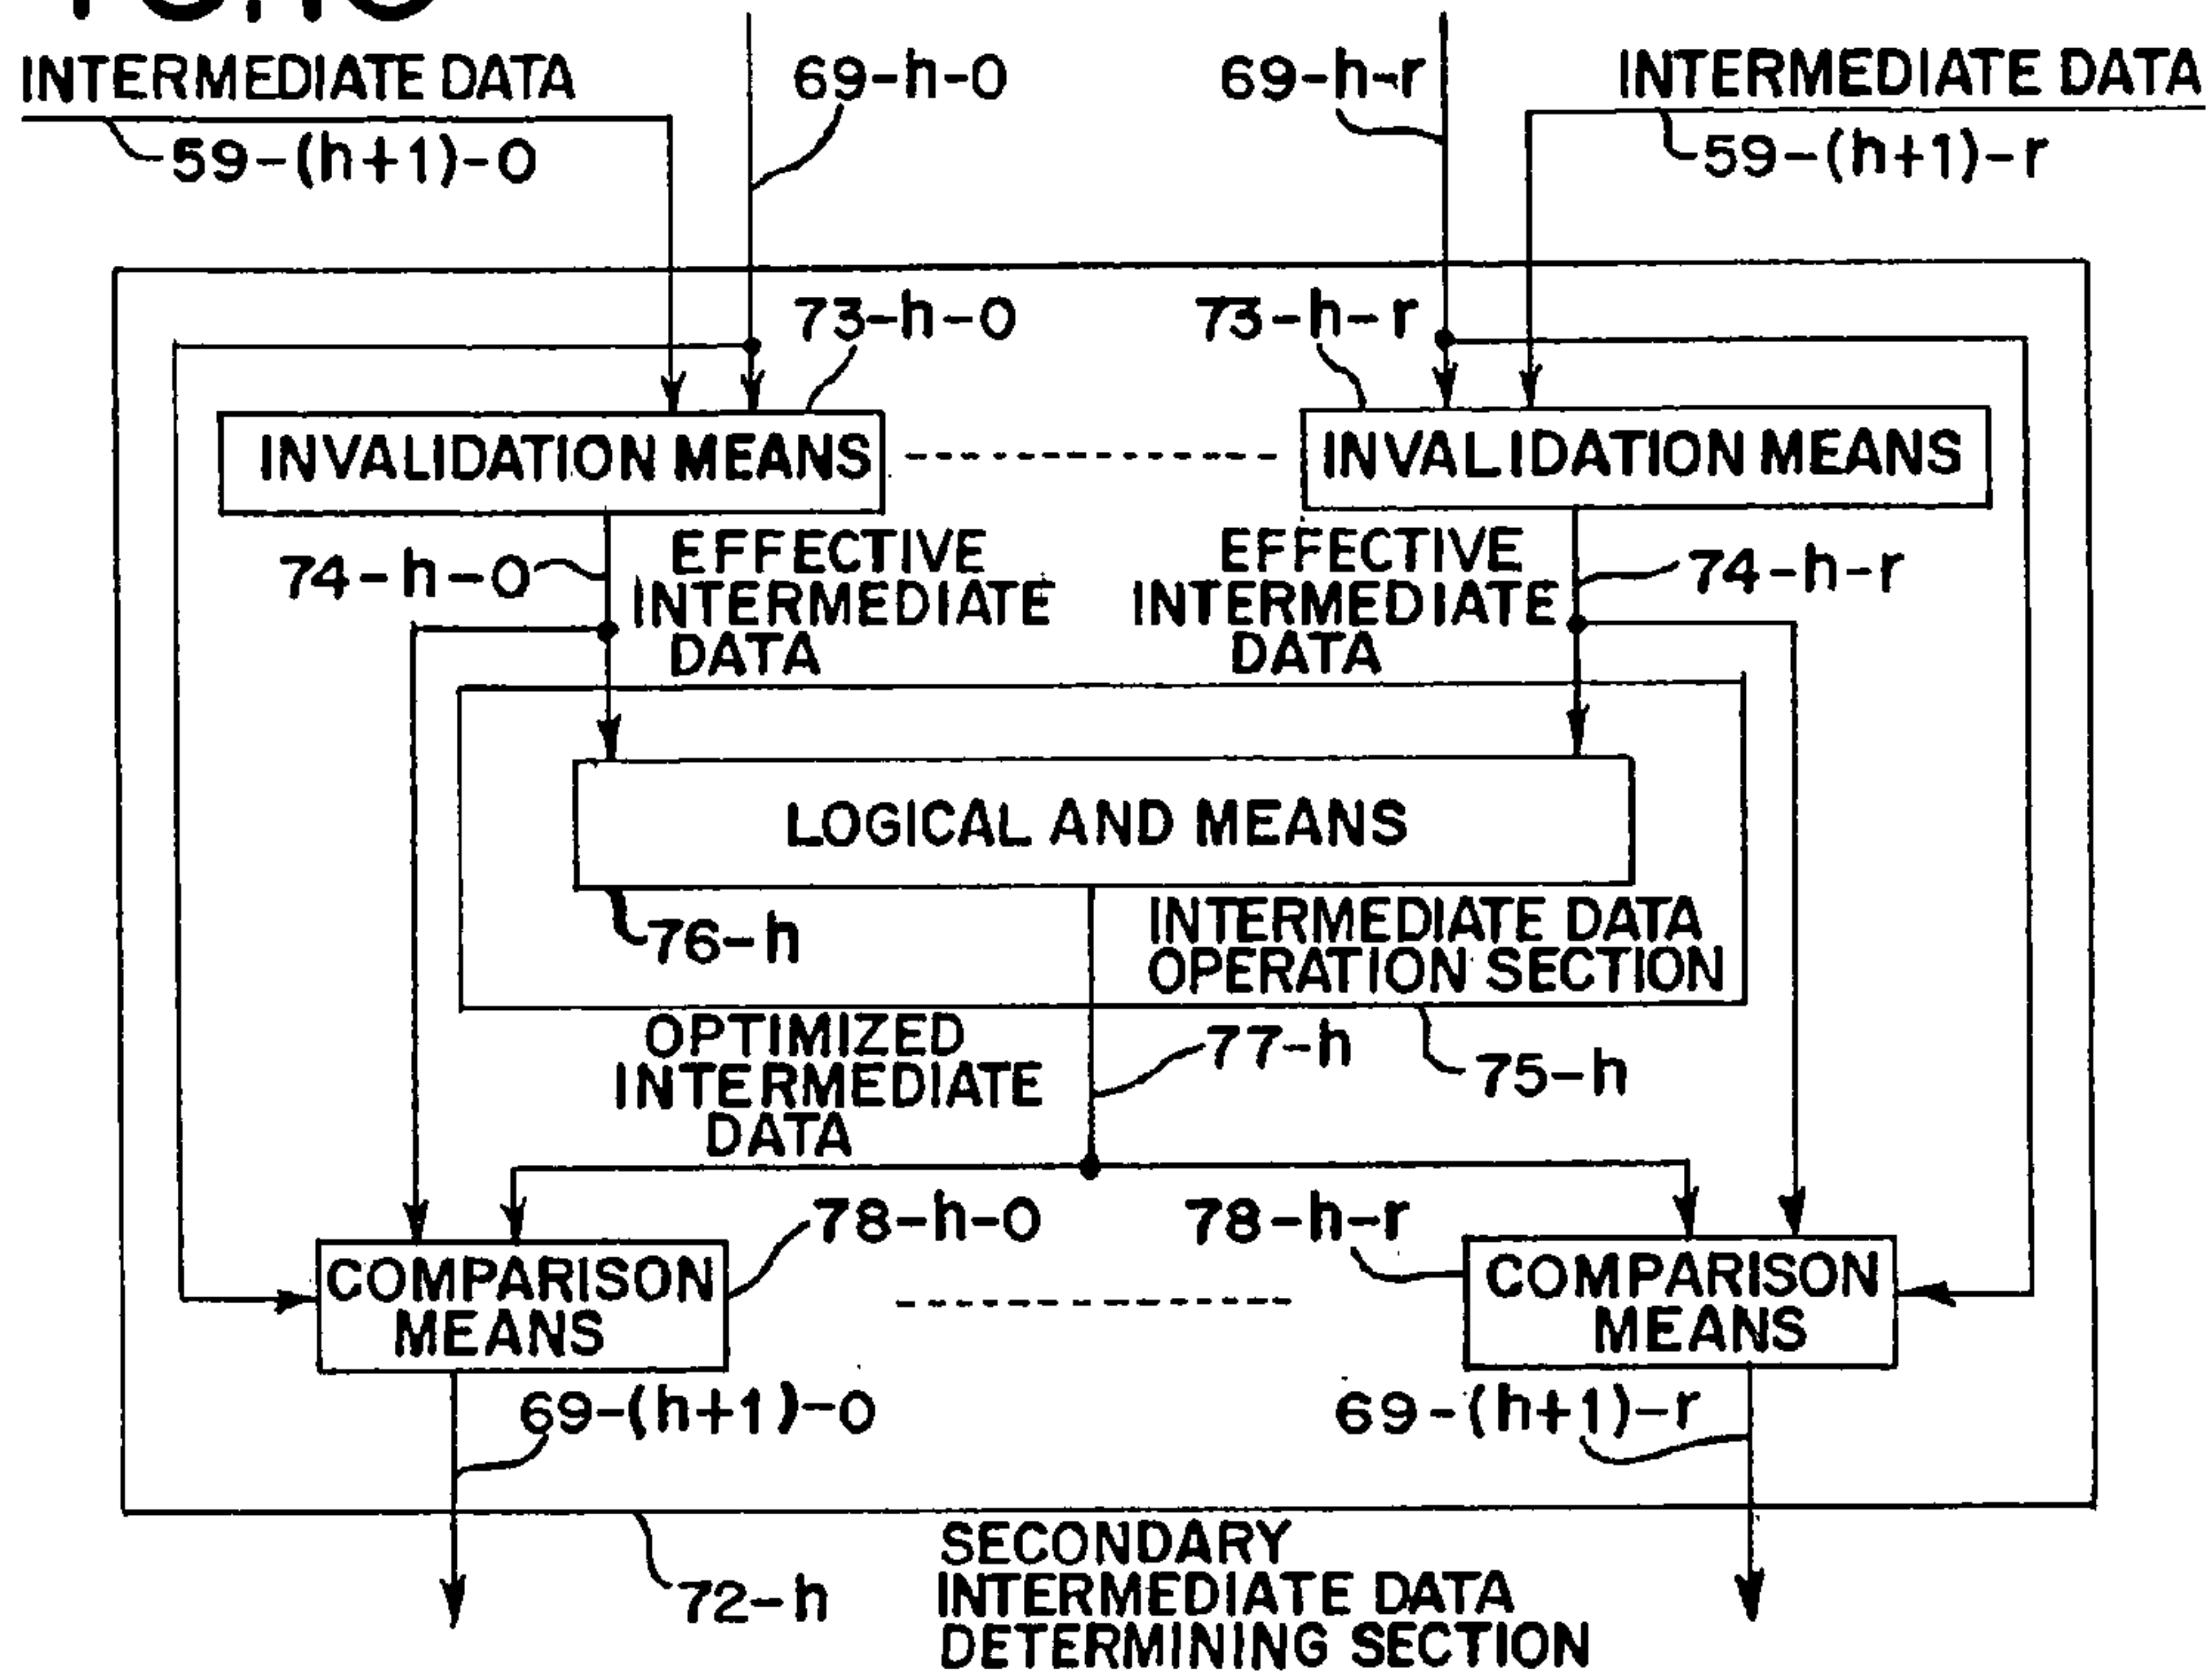 INTERMEDIATE DATA
69-h-0
69-h-r
INTERMEDIATE DATA
59-(h+1)-0
59-(h+1)-r
73-h-0
73-h-r
INVALIDATION MEANS
INVALIDATION MEANS
74-h-0
EFFECTIVE
INTERMEDIATE
DATA
EFFECTIVE
INTERMEDIATE
DATA
74-h-r
LOGICAL AND MEANS
76-h
INTERMEDIATE DATA
OPERATION SECTION
OPTIMIZED
INTERMEDIATE
DATA
77-h
75-h
78-h-0
78-h-r
COMPARISON
MEANS
COMPARISON
MEANS
69-(h+1)-0
69-(h+1)-r
72-h
SECONDARY
INTERMEDIATE DATA
DETERMINING SECTION